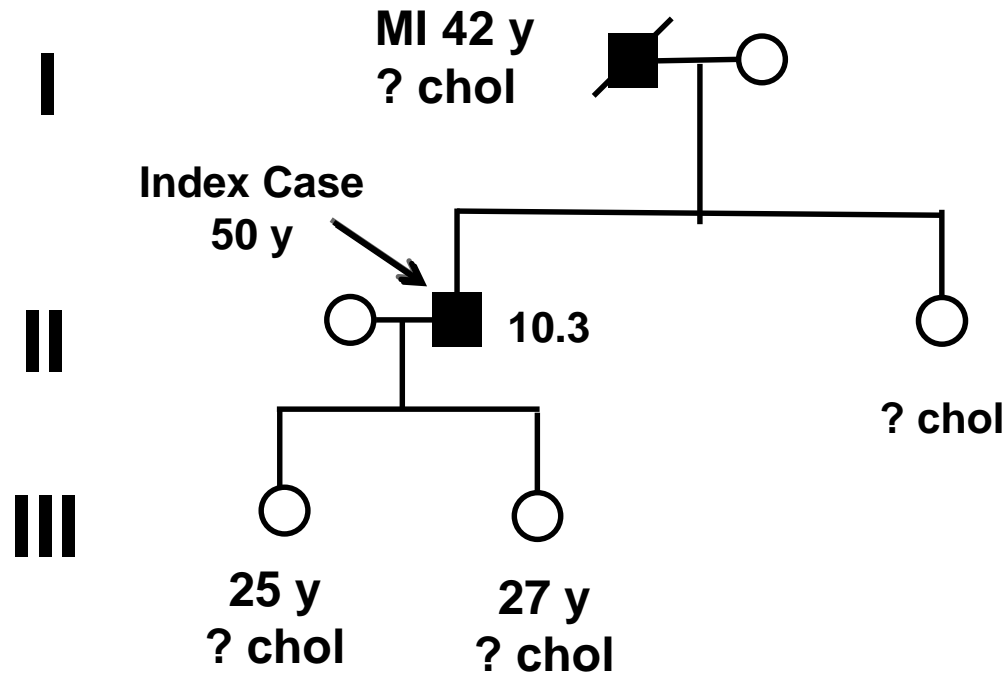 I
MI 42 y
? chol
Index Case
50 y
II
10.3
? chol
III
25 y
? chol
27 y
? chol